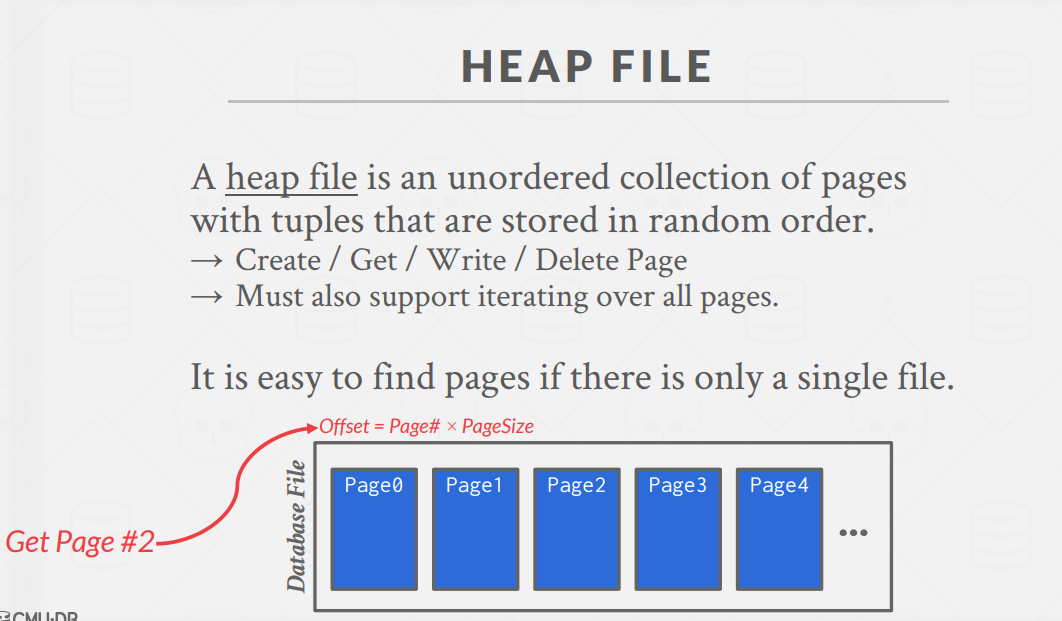 HEAP FILE
A heap file is an unordered collection of pages
with tuples that are stored in random order.
→ Create / Get / Write / Delete Page
→ Must also support iterating over all pages.
It is easy to find pages if there is only a single file.
Offset = Page# × PageSize
Database File
Page0 Page1 Page2 Page3 Page4 •••
Get Page #2
CMU·DB